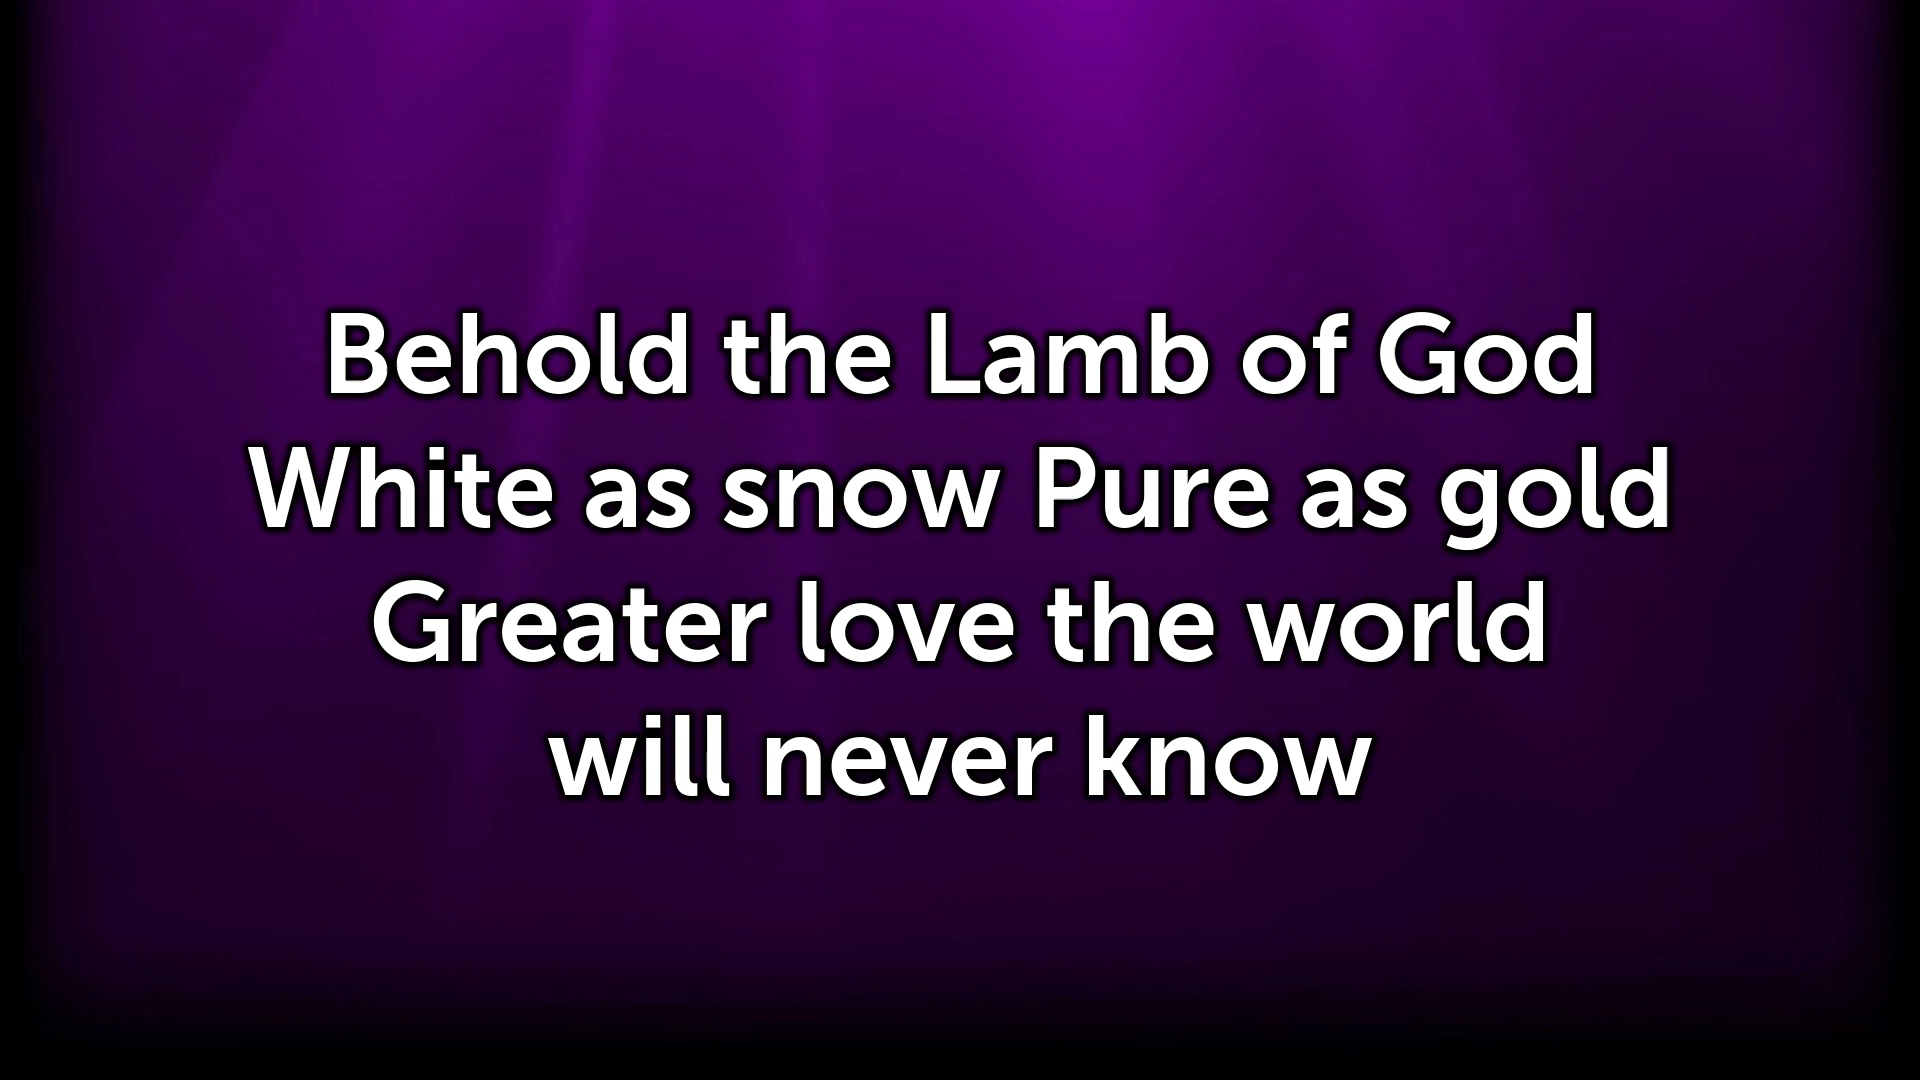 Behold the Lamb of God
White as snow Pure as gold
Greater love the world
will never know